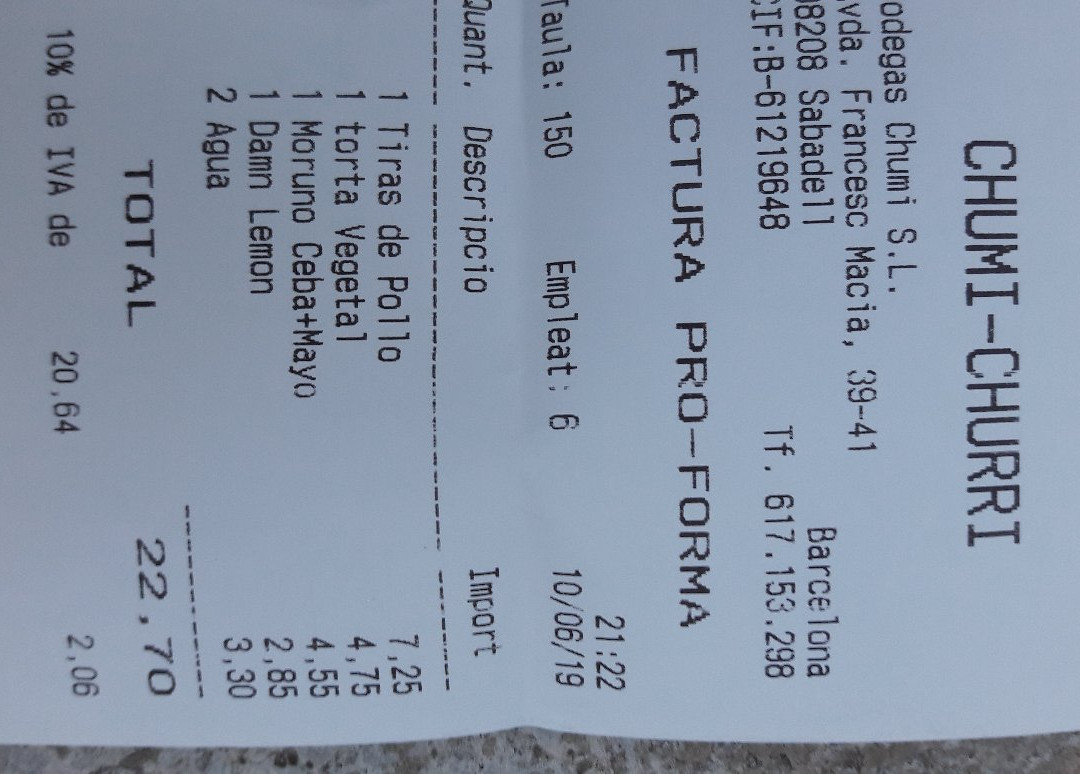 CHUMI-CHURRI
odegas Chumi S.L.
vda. Francesc Macia, 39-41
08208 Sabadell Barcelona
CIF:B-61219648 Tf. 617.153.298
FACTURA PRO-FORMA
21:22
Taula: 150 Empleat: 6 10/06/19
Quant. Descripcio Import
1 Tiras de Pollo 7,25
1 torta Vegetal 4,75
1 Moruno Ceba+Mayo 4,55
1 Damn Lemon 2,85
2 Agua 3,30
TOTAL 22,70
10% de IVA de 20,64 2,06